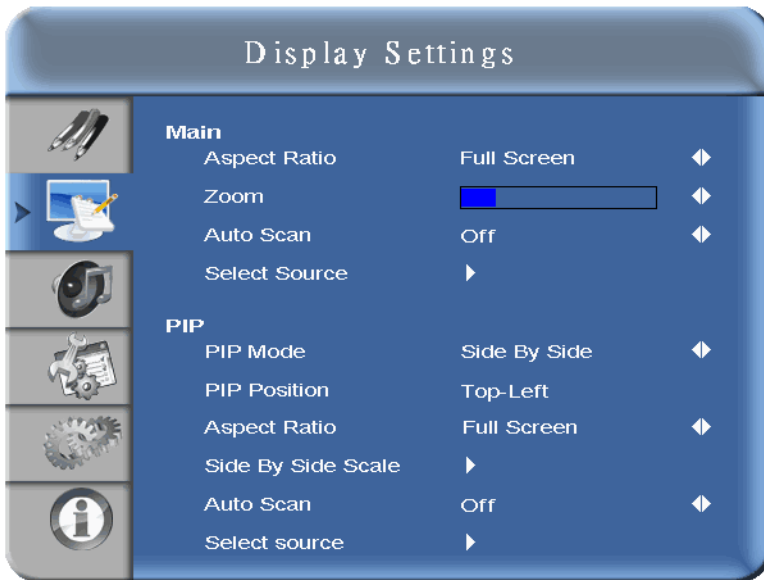 Display Settings
Main
Aspect Ratio Full Screen
Zoom
Auto Scan Off
Select Source
PIP
PIP Mode Side By Side
PIP Position Top-Left
Aspect Ratio Full Screen
Side By Side Scale
Auto Scan Off
Select source